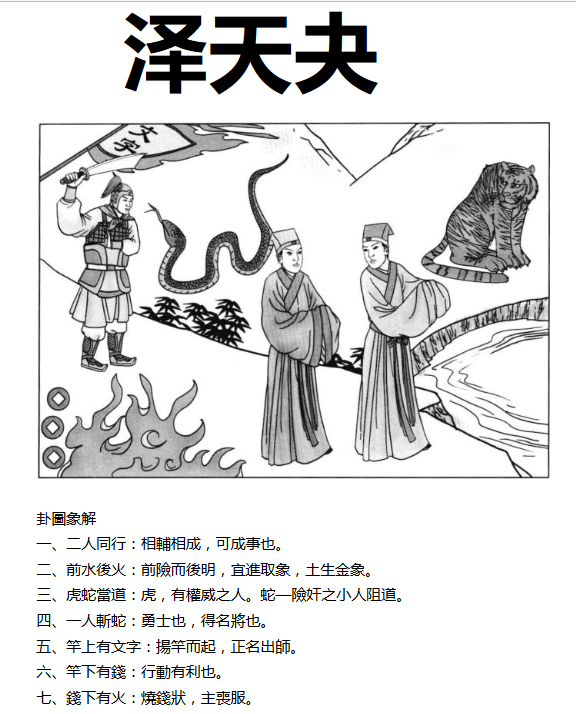 泽天夬
文字
卦圖象解
一、二人同行：相輔相成，可成事也。
二、前水後火：前險而後明，宜進取象，土生金象。
三、虎蛇當道：虎，有權威之人。蛇—險奸之小人阻道。
四、一人斬蛇：勇士也，得名將也。
五、竿上有文字：揚竿而起，正名出師。
六、竿下有錢：行動有利也。
七、錢下有火：燒錢狀，主喪服。